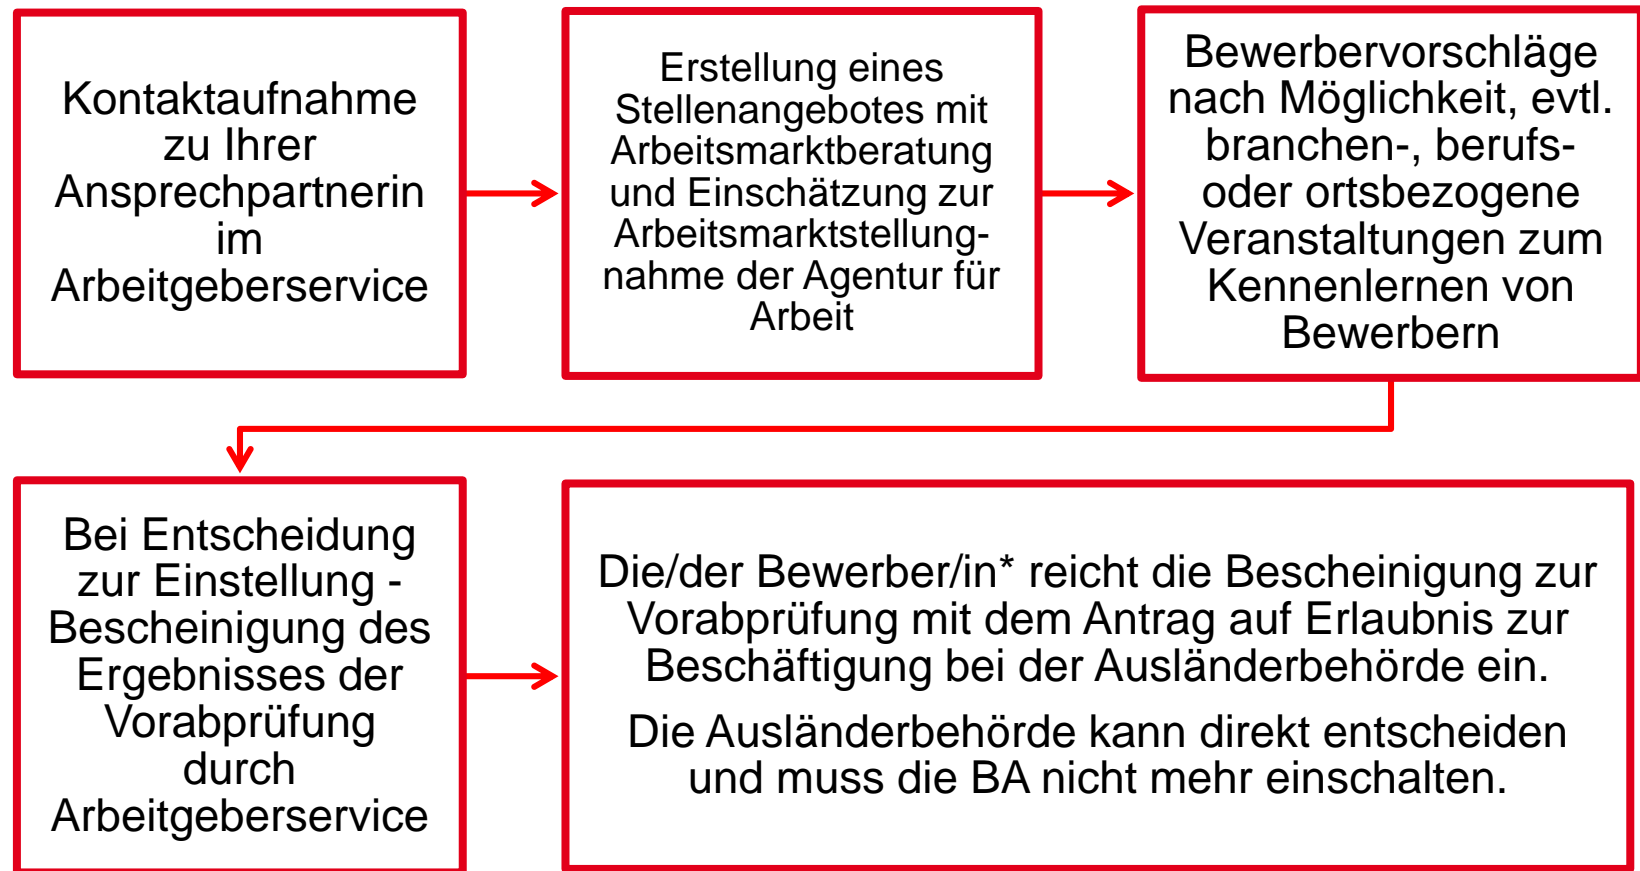 Kontaktaufnahme
zu Ihrer
Ansprechpartnerin
im
Arbeitgeberservice
Erstellung eines
Stellenangebotes mit
Arbeitsmarktberatung
und Einschätzung zur
Arbeitsmarktstellung-
nahme der Agentur für
Arbeit
Bewerbervorschläge
nach Möglichkeit, evtl.
branchen-, berufs-
oder ortsbezogene
Veranstaltungen zum
Kennenlernen von
Bewerbern
Bei Entscheidung
zur Einstellung -
Bescheinigung des
Ergebnisses der
Vorabprüfung
durch
Arbeitgeberservice
Die/der Bewerber/in* reicht die Bescheinigung zur
Vorabprüfung mit dem Antrag auf Erlaubnis zur
Beschäftigung bei der Ausländerbehörde ein.
Die Ausländerbehörde kann direkt entscheiden
und muss die BA nicht mehr einschalten.